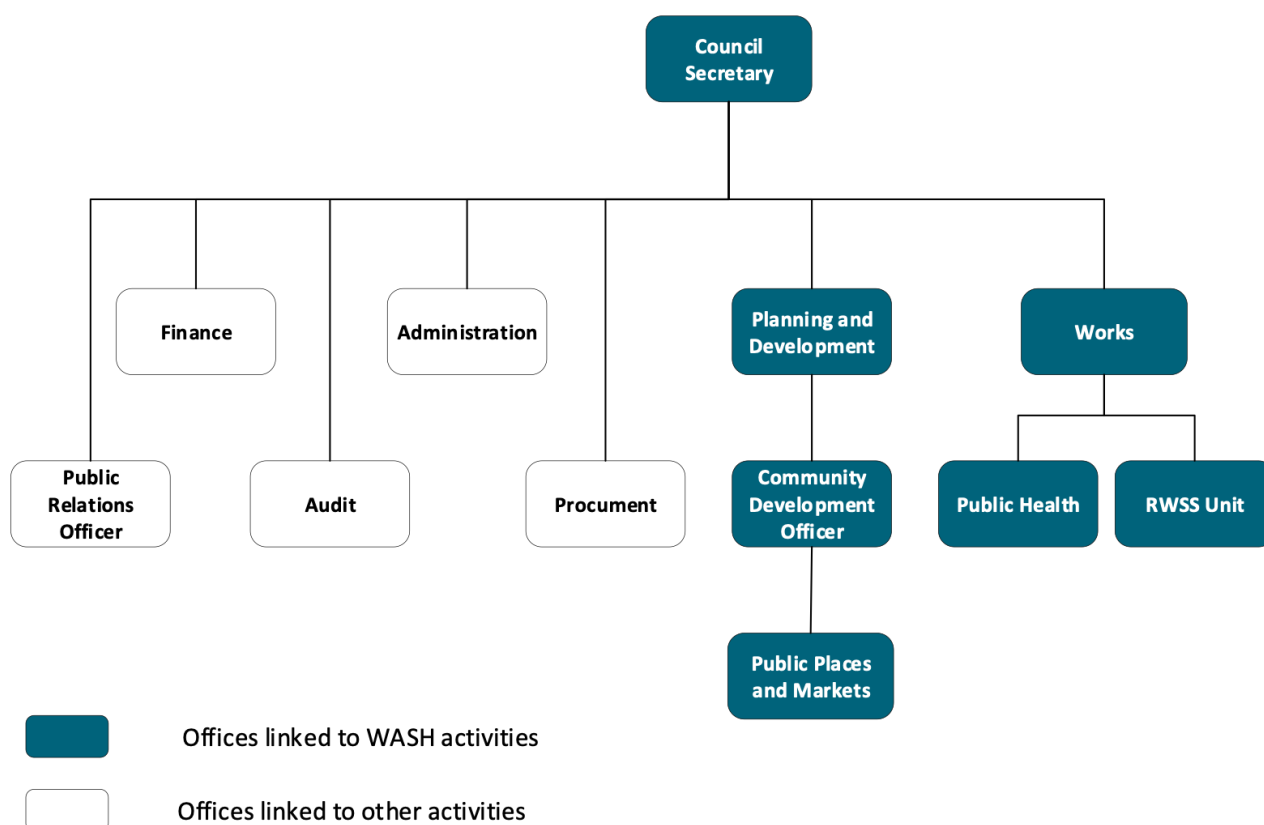 Council
Secretary
Finance
Administration
Planning and
Development
Works
Public
Relations
Officer
Audit
Procument
Community
Development
Officer
Public Health
RWSS Unit
Public Places
and Markets
Offices linked to WASH activities
Offices linked to other activities